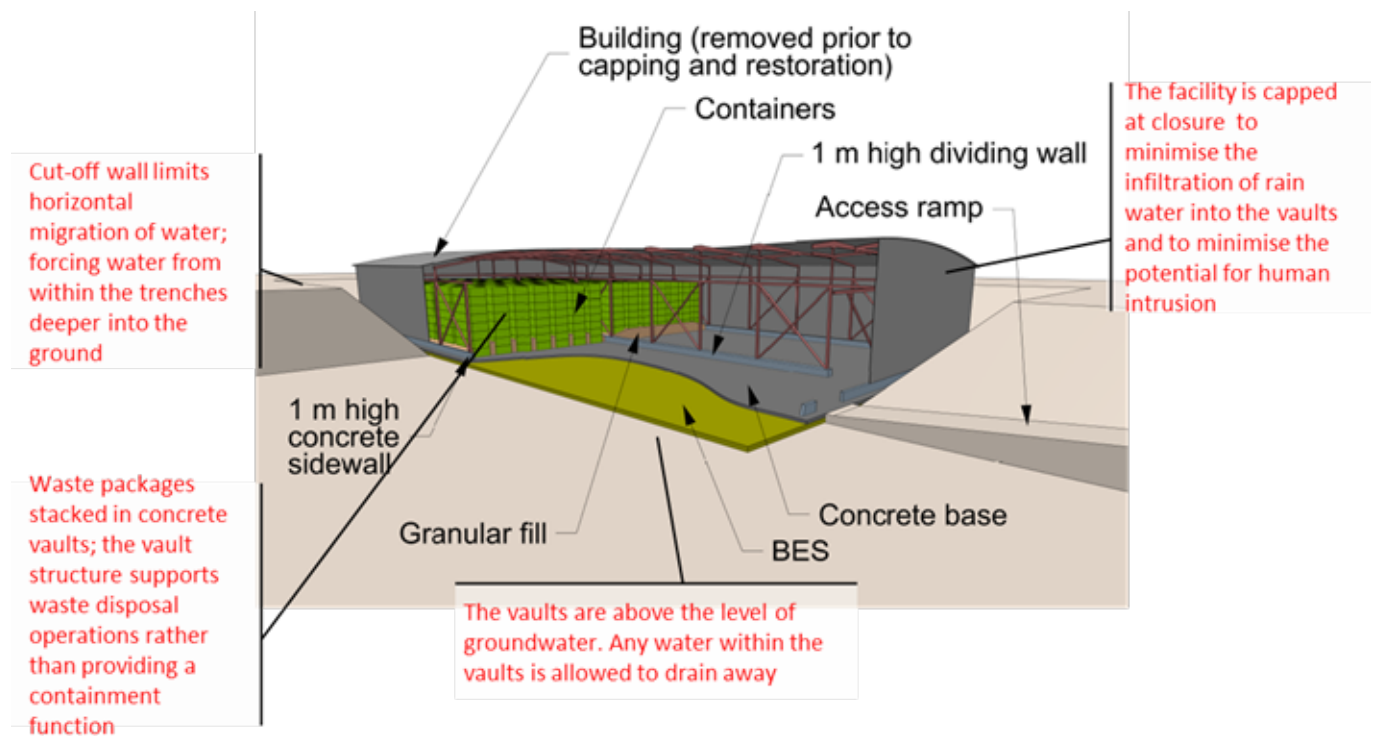 Building (removed prior to
capping and restoration)
Containers
1 m high dividing wall
Access ramp
The facility is capped
at closure to
minimise the
infiltration of rain
water into the vaults
and to minimise the
potential for human
intrusion
Cut-off wall limits
horizontal
migration of water;
forcing water from
within the trenches
deeper into the
ground
1 m high
concrete
sidewall
Waste packages
stacked in concrete
vaults; the vault
structure supports
waste disposal
operations rather
than providing a
containment
function
Granular fill
Concrete base
BES
The vaults are above the level of
groundwater. Any water within the
vaults is allowed to drain away